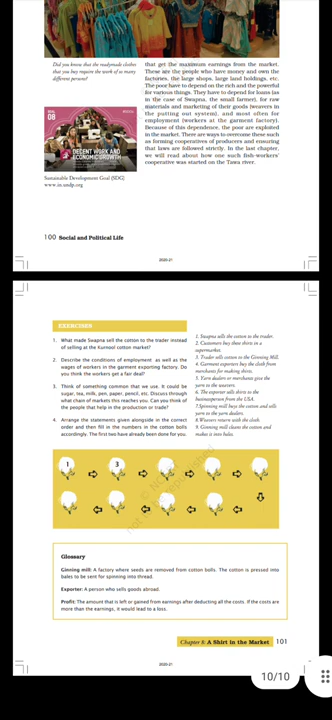 Did you know that the readymade clothes
that you buy require the work of so many
different persons?
that get the maximum earnings from the market.
These are the people who have money and own the
factories, the large shops, large land holdings, etc.
The poor have to depend on the rich and the powerful
for various things. They have to depend for loans (as
in the case of Swapna, the small farmer), for raw
materials and marketing of their goods (weavers in
the putting out system), and most often for
employment (workers at the garment factory).
Because of this dependence, the poor are exploited
in the market. There are ways to overcome these such
as forming cooperatives of producers and ensuring
that laws are followed strictly. In the last chapter,
we will read about how one such fish-workers'
cooperative was started on the Tawa river.
08
DECENT WORK AND
ECONOMIC GROWTH
Sustainable Development Goal (SDG)
www.in.undp.org
100 Social and Political Life
2020-21
EXERCISES
1. What made Swapna sell the cotton to the trader instead
of selling at the Kurnool cotton market?
2. Describe the conditions of employment as well as the
wages of workers in the garment exporting factory. Do
you think the workers get a fair deal?
3. Think of something common that we use. It could be
sugar, tea, milk, pen, paper, pencil, etc. Discuss through
what chain of markets this reaches you. Can you think of
the people that help in the production or trade?
4. Arrange the statements given alongside in the correct
order and then fill in the numbers in the cotton bolls
accordingly. The first two have already been done for you.
1. Swapna sells the cotton to the trader.
2. Customers buy these shirts in a
supermarket.
3. Trader sells cotton to the Ginning Mill.
4. Garment exporters buy the cloth from
merchants for making shirts.
5. Yarn dealers or merchants give the
yarn to the weavers.
6. The exporter sells shirts to the
businessperson from the USA.
7. Spinning mill buys the cotton and sells
yarn to the yarn dealers.
8. Weavers return with the cloth.
9. Ginning mill cleans the cotton and
makes it into bales.
1 3
© NCERT
not to be republished
Glossary
Ginning mill: A factory where seeds are removed from cotton bolls. The cotton is pressed into
bales to be sent for spinning into thread.
Exporter: A person who sells goods abroad.
Profit: The amount that is left or gained from earnings after deducting all the costs. If the costs are
more than the earnings, it would lead to a loss.
Chapter 8: A Shirt in the Market 101
2020-21
10/10